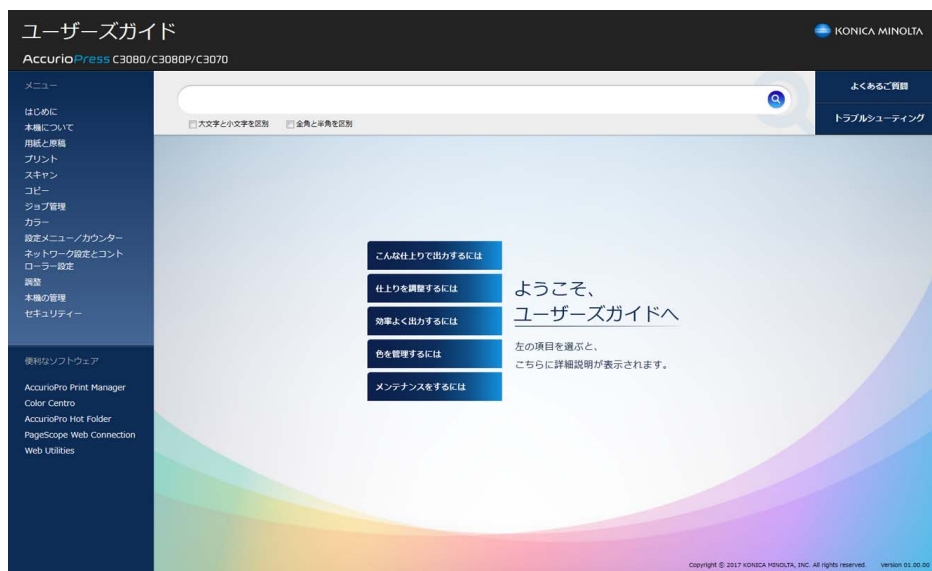 ユーザーズガイド
KONICA MINOLTA
AccurioPress C3080/C3080P/C3070
メニュー
はじめに
本機について
用紙と原稿
プリント
スキャン
コピー
ジョブ管理
カラー
設定メニュー／カウンター
ネットワーク設定とコント
ローラー設定
調整
本機の管理
セキュリティー
便利なソフトウェア
AccurioPro Print Manager
Color Centro
AccurioPro Hot Folder
PageScope Web Connection
Web Utilities
大文字と小文字を区別 全角と半角を区別
よくあるご質問
トラブルシューティング
こんな仕上りで出力するには
仕上りを調整するには
効率よく出力するには
色を管理するには
メンテナンスをするには
ようこそ、
ユーザーズガイドへ
左の項目を選ぶと、
こちらに詳細説明が表示されます。
Copyright © 2017 KONICA MINOLTA, INC. All rights reserved. Version 01.00.00